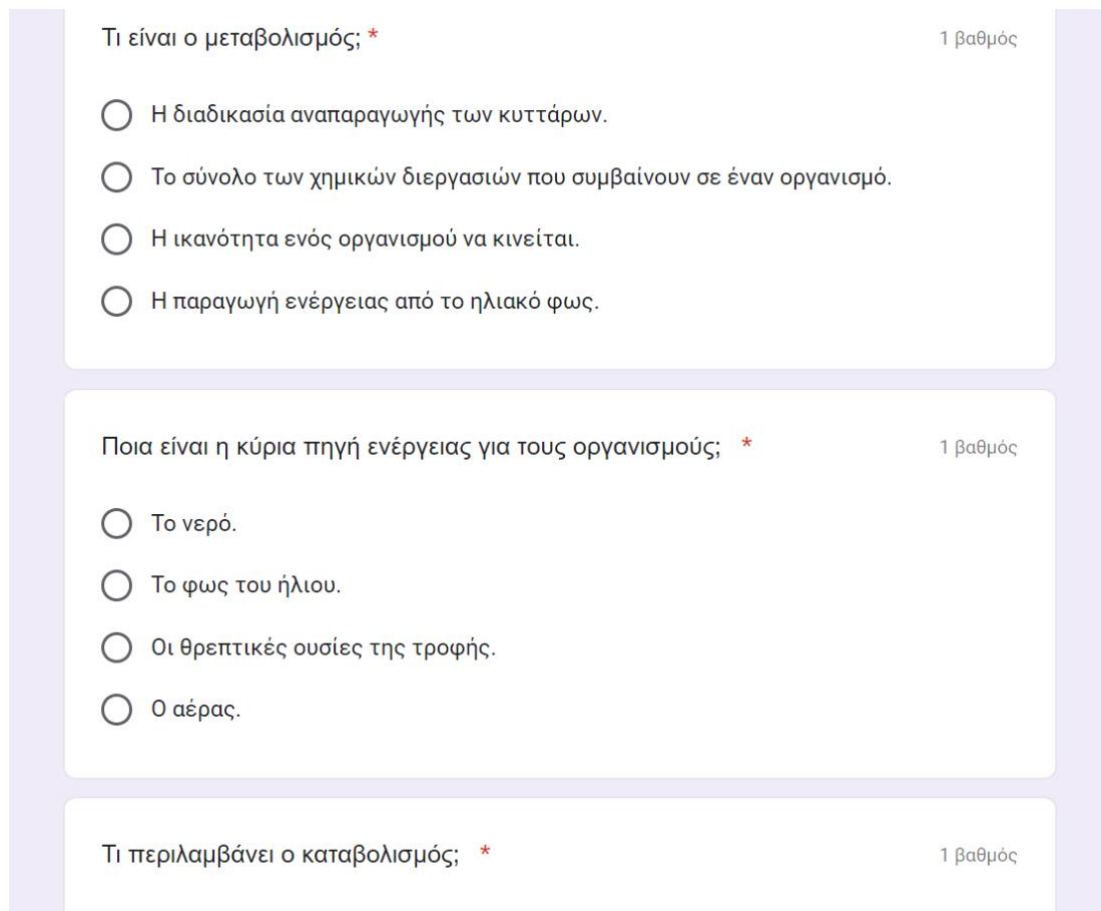 Τι είναι ο μεταβολισμός; * 1 βαθμός
Η διαδικασία αναπαραγωγής των κυττάρων.
Το σύνολο των χημικών διεργασιών που συμβαίνουν σε έναν οργανισμό.
Η ικανότητα ενός οργανισμού να κινείται.
Η παραγωγή ενέργειας από το ηλιακό φως.
Ποια είναι η κύρια πηγή ενέργειας για τους οργανισμούς; * 1 βαθμός
Το νερό.
Το φως του ήλιου.
Οι θρεπτικές ουσίες της τροφής.
Ο αέρας.
Τι περιλαμβάνει ο καταβολισμός; * 1 βαθμός